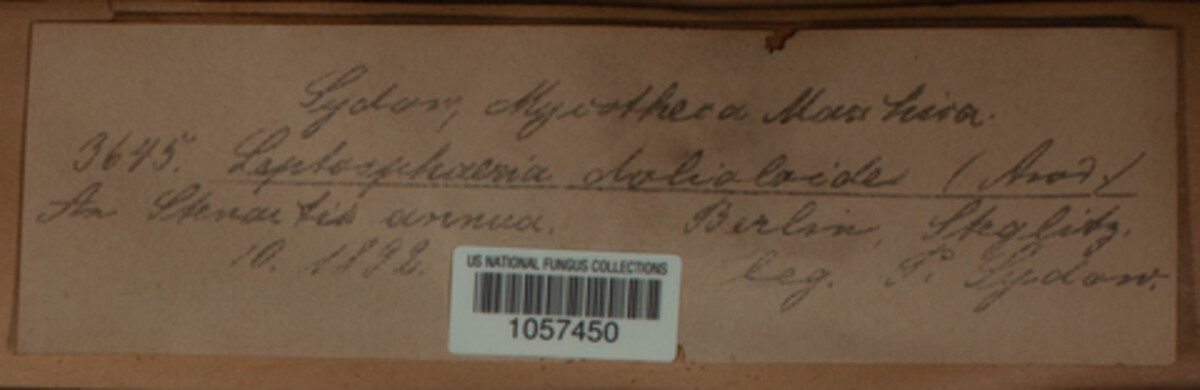 Sydow, Mycotheca Marchica.
3645. Leptosphaeria dolioloides (Awd.)
An Stenactis annua. Berlin, Steglitz.
10. 1892. leg. P. Sydow.
US NATIONAL FUNGUS COLLECTIONS
1057450